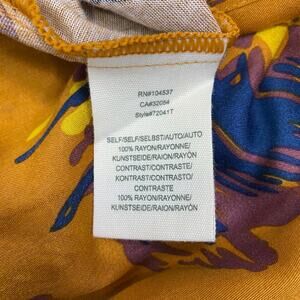 RN#104537
CA#32084
Style#72041T
SELF/SELF/SELBST/AUTO/AUTO
100% RAYON/RAYONNE/
KUNSTSEIDE/RAION/RAYÓN
CONTRAST/CONTRASTE/
KONTRAST/CONTRASTO/
CONTRASTE
100% RAYON/RAYONNE/
KUNSTSEIDE/RAION/RAYÓN